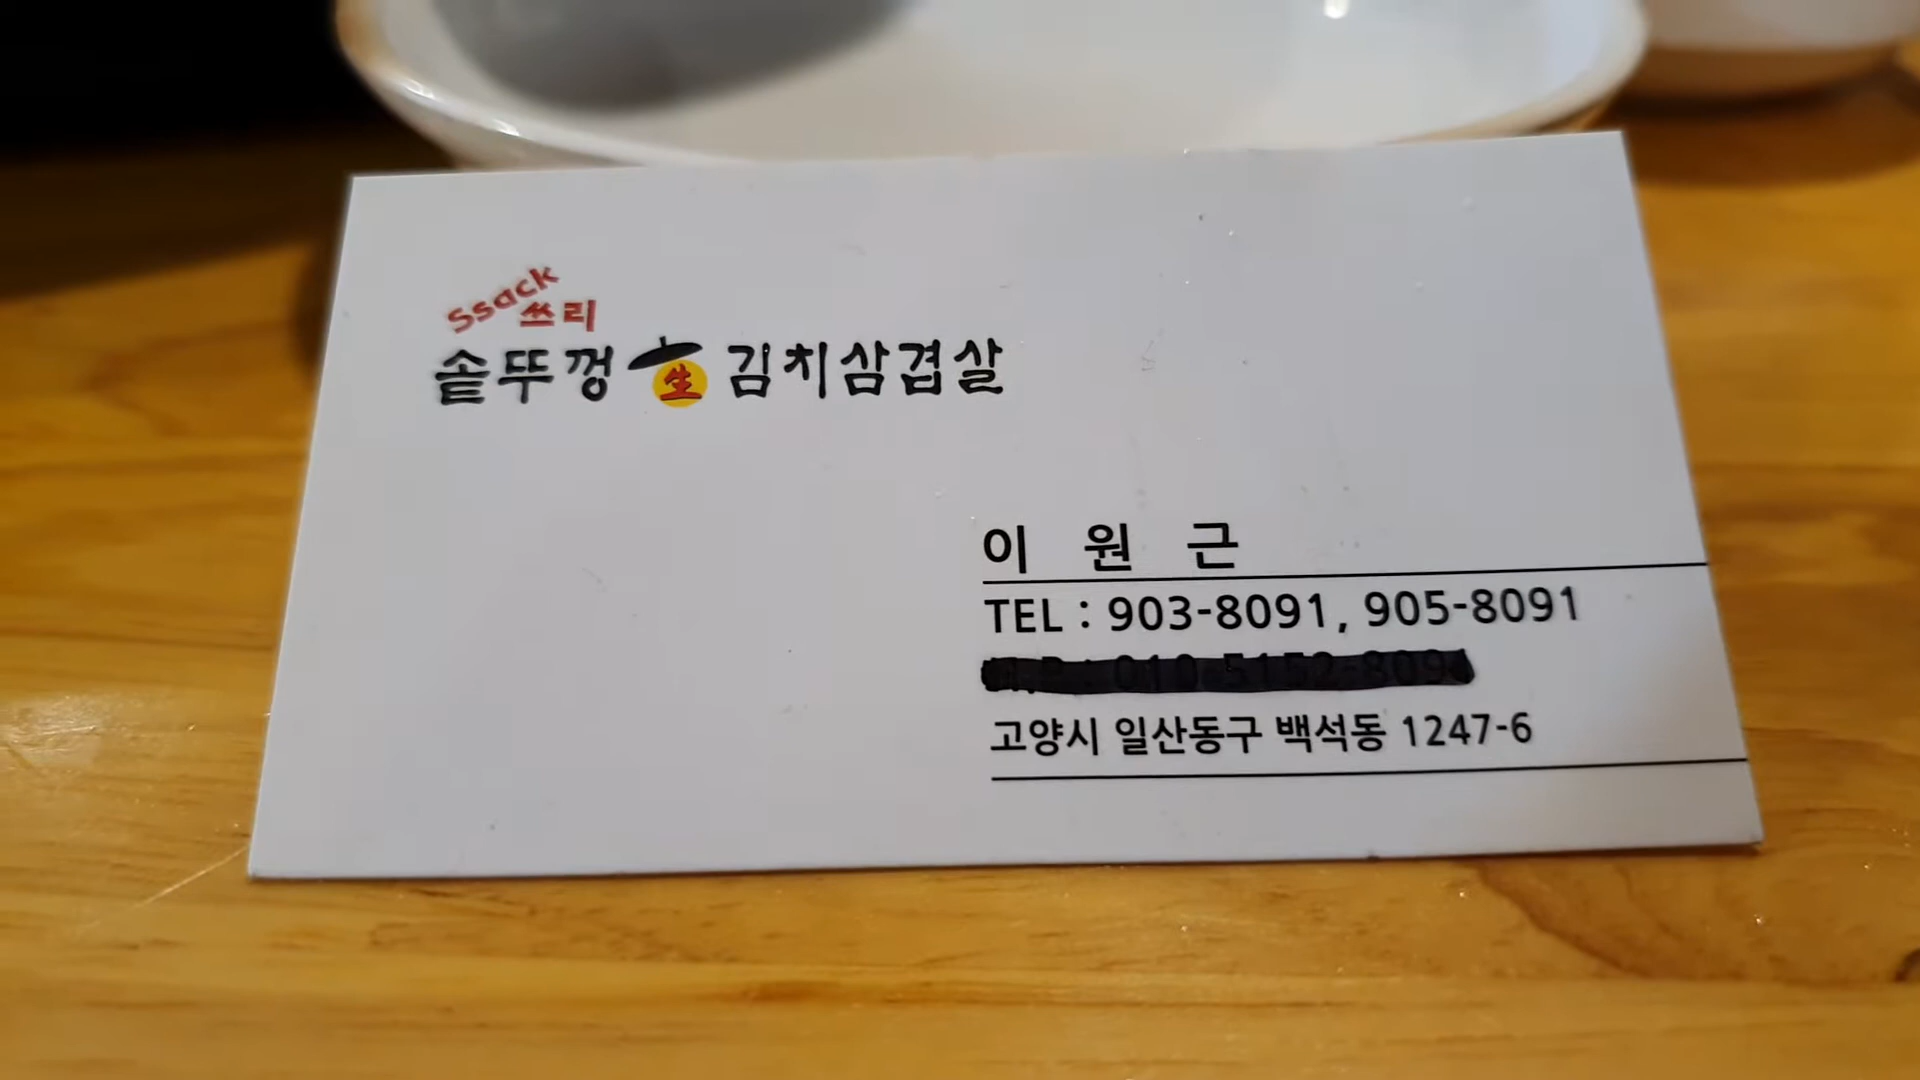 Ssack
쓰리
솥뚜껑 生 김치삼겹살
이 원 근
TEL : 903-8091, 905-8091
고양시 일산동구 백석동 1247-6